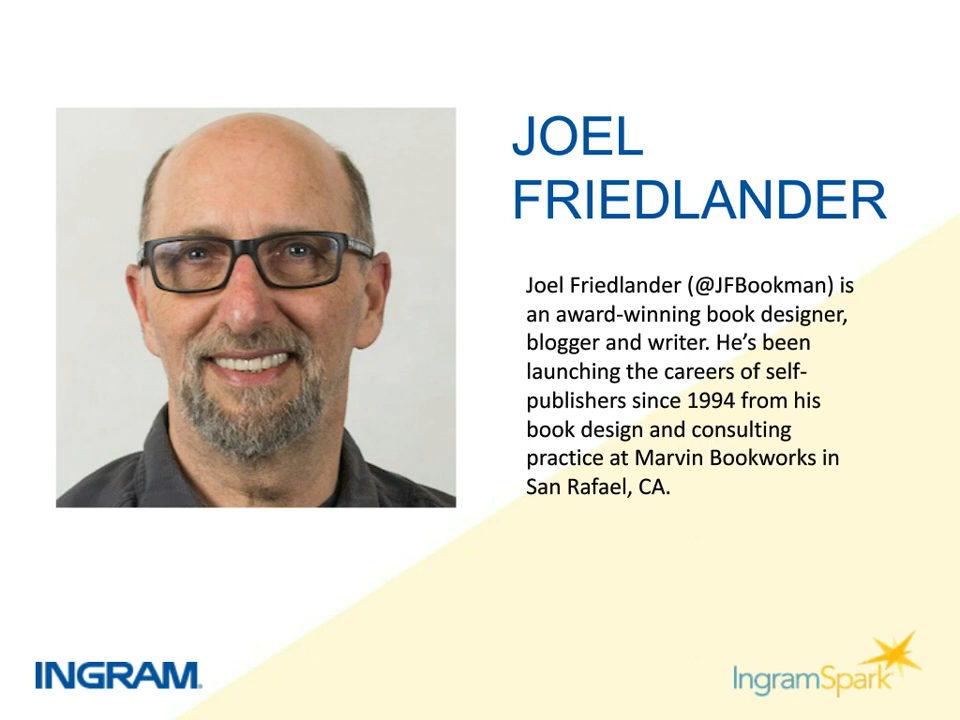 JOEL
FRIEDLANDER
Joel Friedlander (@JFBookman) is
an award-winning book designer,
blogger and writer. He’s been
launching the careers of self-
publishers since 1994 from his
book design and consulting
practice at Marvin Bookworks in
San Rafael, CA.
INGRAM
IngramSpark